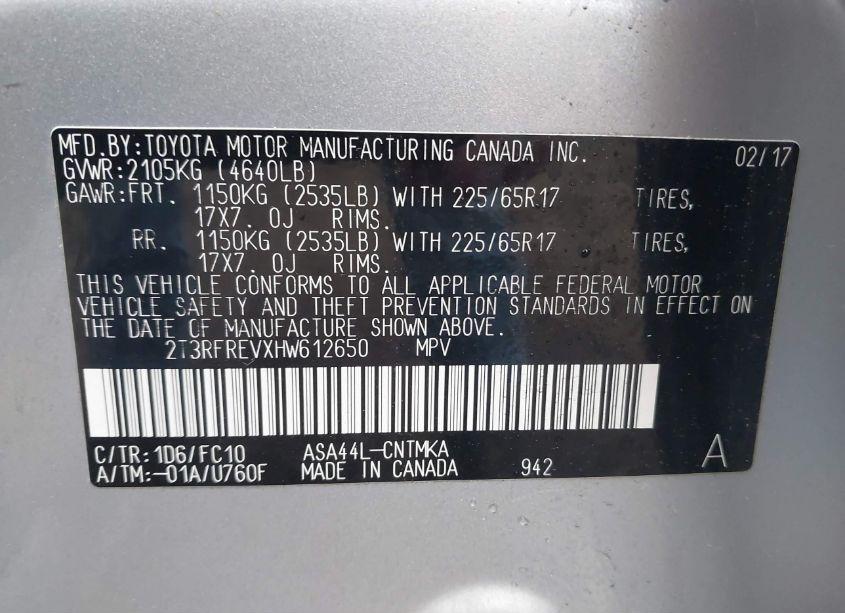 MFD.BY:TOYOTA MOTOR MANUFACTURING CANADA INC. 02/17
GVWR:2105KG (4640LB)
GAWR:FRT. 1150KG (2535LB) WITH 225/65R17 TIRES,
17X7. 0J RIMS.
RR. 1150KG (2535LB) WITH 225/65R17 TIRES,
17X7. 0J RIMS.
THIS VEHICLE CONFORMS TO ALL APPLICABLE FEDERAL MOTOR
VEHICLE SAFETY AND THEFT PREVENTION STANDARDS IN EFFECT ON
THE DATE OF MANUFACTURE SHOWN ABOVE.
2T3RFREVXHW612650 MPV
C/TR:1D6/FC10 ASA44L-CNTMKA
A/TM:-01A/U760F MADE IN CANADA 942 A